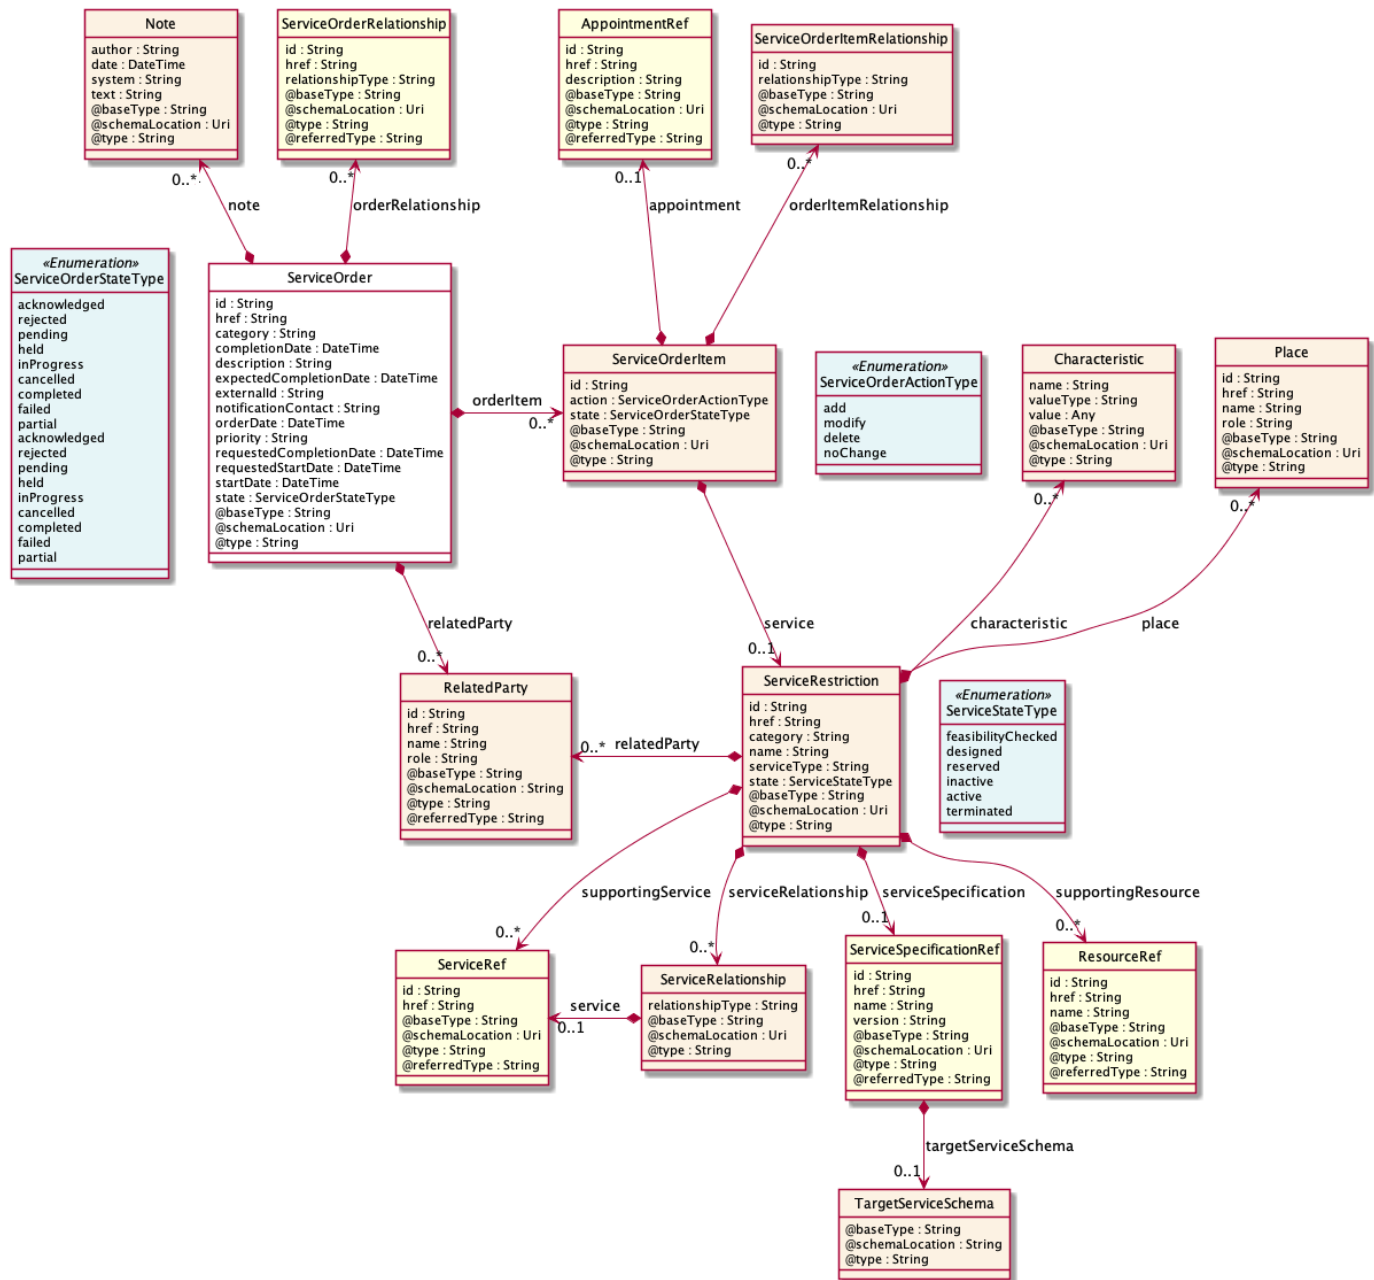 Note
author : String
date : DateTime
system : String
text : String
@baseType : String
@schemaLocation : Uri
@type : String
ServiceOrderRelationship
id : String
href : String
relationshipType : String
@baseType : String
@schemaLocation : Uri
@type : String
@referredType : String
AppointmentRef
id : String
href : String
description : String
@baseType : String
@schemaLocation : Uri
@type : String
@referredType : String
ServiceOrderItemRelationship
id : String
relationshipType : String
@baseType : String
@schemaLocation : Uri
@type : String
0..*
0..*
0..1
0..*
note
orderRelationship
appointment
orderItemRelationship
«Enumeration»
ServiceOrderStateType
acknowledged
rejected
pending
held
inProgress
cancelled
completed
failed
partial
acknowledged
rejected
pending
held
inProgress
cancelled
completed
failed
partial
ServiceOrder
id : String
href : String
category : String
completionDate : DateTime
description : String
expectedCompletionDate : DateTime
externalId : String
notificationContact : String
orderDate : DateTime
priority : String
requestedCompletionDate : DateTime
requestedStartDate : DateTime
startDate : DateTime
state : ServiceOrderStateType
@baseType : String
@schemaLocation : Uri
@type : String
orderItem
0..*
ServiceOrderItem
id : String
action : ServiceOrderActionType
state : ServiceOrderStateType
@baseType : String
@schemaLocation : Uri
@type : String
«Enumeration»
ServiceOrderActionType
add
modify
delete
noChange
Characteristic
name : String
valueType : String
value : Any
@baseType : String
@schemaLocation : Uri
@type : String
Place
id : String
href : String
name : String
role : String
@baseType : String
@schemaLocation : Uri
@type : String
0..*
0..*
relatedParty
service
characteristic
place
0..*
0..1
RelatedParty
id : String
href : String
name : String
role : String
@baseType : String
@schemaLocation : String
@type : String
@referredType : String
0..*
relatedParty
ServiceRestriction
id : String
href : String
category : String
name : String
serviceType : String
state : ServiceStateType
@baseType : String
@schemaLocation : Uri
@type : String
«Enumeration»
ServiceStateType
feasibilityChecked
designed
reserved
inactive
active
terminated
supportingService
serviceRelationship
serviceSpecification
supportingResource
0..*
0..*
0..1
0..*
ServiceRef
id : String
href : String
@baseType : String
@schemaLocation : Uri
@type : String
@referredType : String
service
0..1
ServiceRelationship
relationshipType : String
@baseType : String
@schemaLocation : Uri
@type : String
ServiceSpecificationRef
id : String
href : String
name : String
version : String
@baseType : String
@schemaLocation : Uri
@type : String
@referredType : String
ResourceRef
id : String
href : String
name : String
@baseType : String
@schemaLocation : Uri
@type : String
@referredType : String
targetServiceSchema
0..1
TargetServiceSchema
@baseType : String
@schemaLocation : String
@type : String